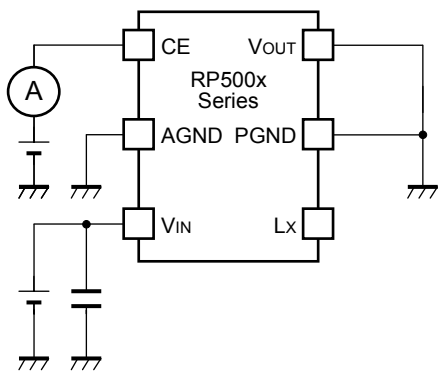 CE
VOUT
A
RP500x
Series
AGND
PGND
VIN
LX